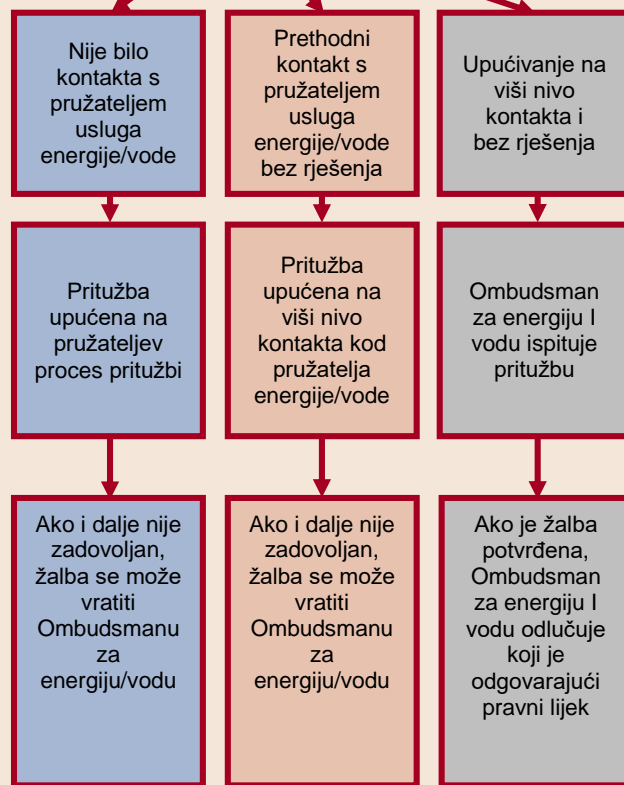 Nije bilo
kontakta s
pružateljem
usluga
energije/vode
Prethodni
kontakt s
pružateljem
usluga
energije/vode
bez rješenja
Upućivanje na
viši nivo
kontakta i
bez rješenja
Pritužba
upućena na
pružateljev
proces pritužbi
Pritužba
upućena na
viši nivo
kontakta kod
pružatelja
energije/vode
Ombudsman
za energiju I
vodu ispituje
pritužbu
Ako i dalje nije
zadovoljan,
žalba se može
vratiti
Ombudsmanu
za
energiju/vodu
Ako i dalje nije
zadovoljan,
žalba se može
vratiti
Ombudsmanu
za
energiju/vodu
Ako je žalba
potvrđena,
Ombudsman
za energiju I
vodu odlučuje
koji je
odgovarajući
pravni lijek